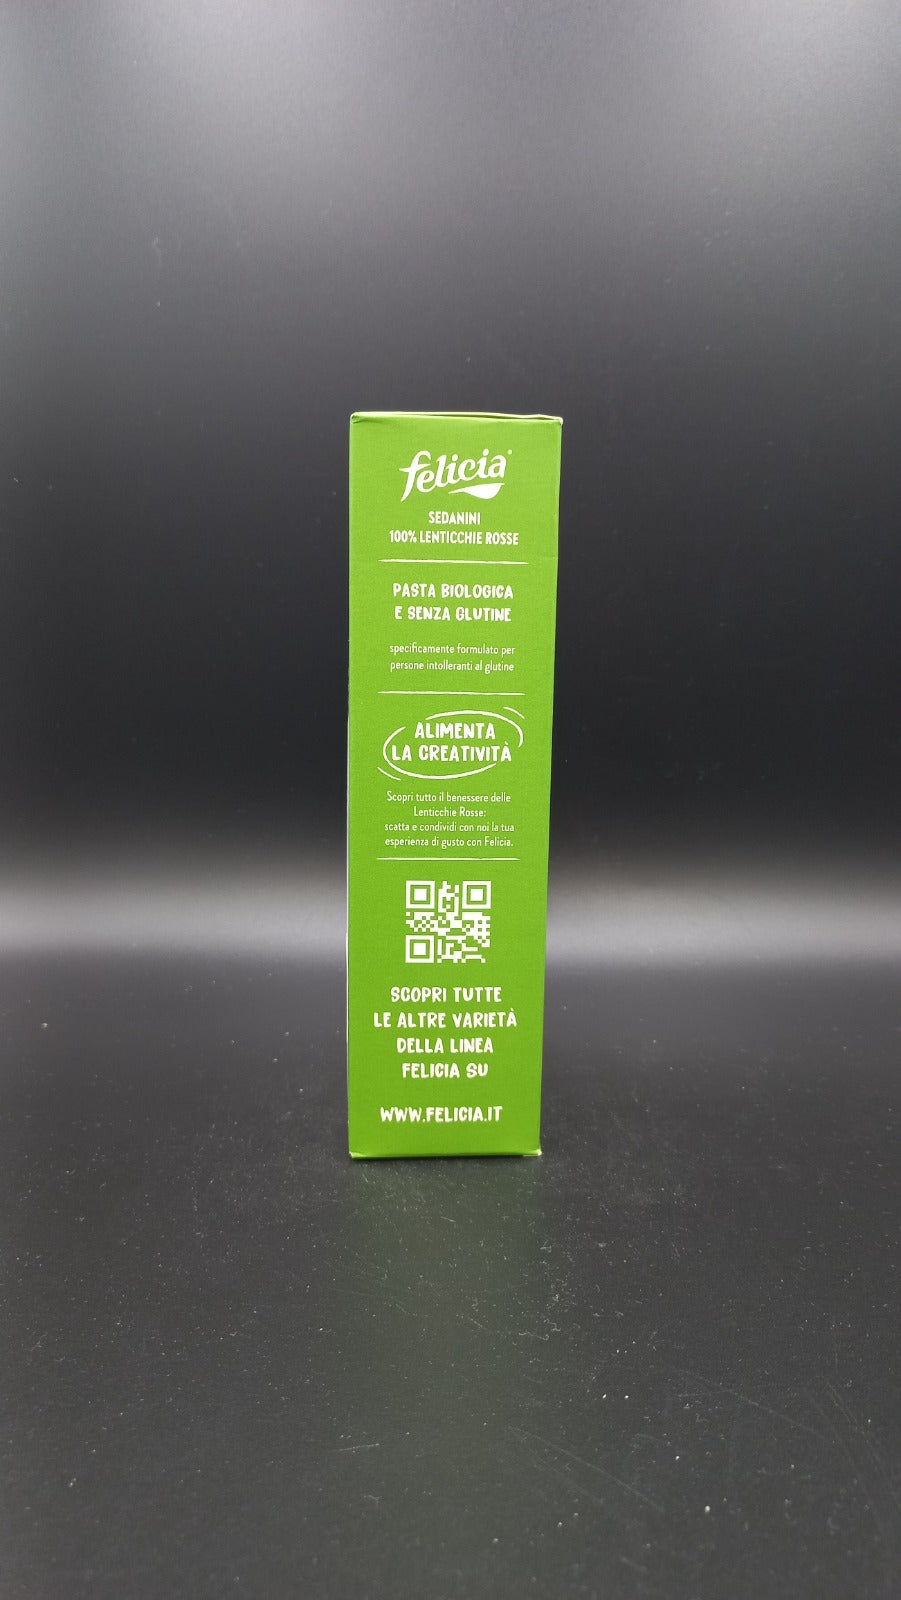 felicia
SEDANINI
100% LENTICCHIE ROSSE
PASTA BIOLOGICA
E SENZA GLUTINE
specificamente formulato per
persone intolleranti al glutine
ALIMENTA
LA CREATIVITÀ
Scopri tutto il benessere delle
Lenticchie Rosse:
scatta e condividi con noi la tua
esperienza di gusto con Felicia.
SCOPRI TUTTE
LE ALTRE VARIETÀ
DELLA LINEA
FELICIA SU
WWW.FELICIA.IT